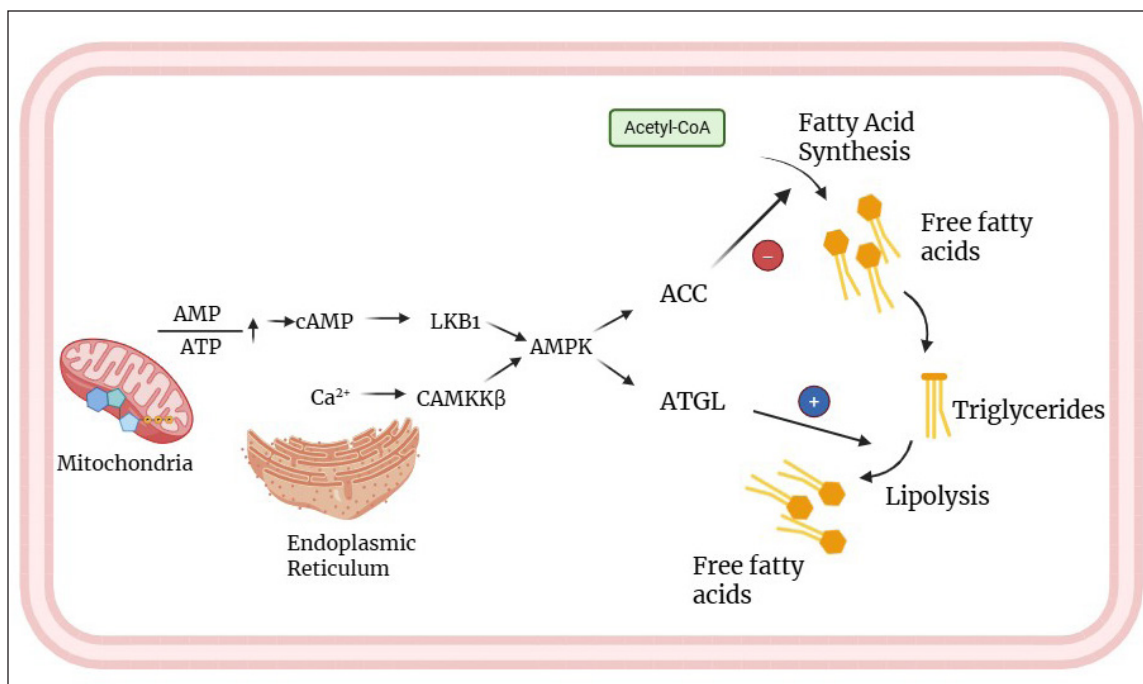 Acetyl-CoA
Fatty Acid
Synthesis
Free fatty
acids
ACC
−
AMP
ATP
cAMP
LKB1
AMPK
Ca²⁺
CAMKKβ
ATGL
+
Triglycerides
Mitochondria
Lipolysis
Endoplasmic
Reticulum
Free fatty
acids